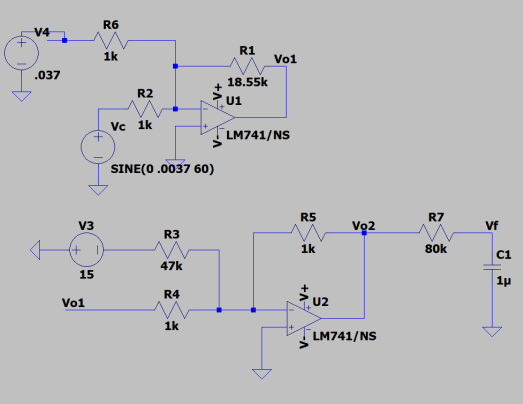 V4
R6
1k
.037
R1
18.55k
Vo1
V+
R2
1k
U1
Vc
LM741/NS
V-
SINE(0 .0037 60)
V3
15
R3
47k
R5
1k
Vo2
R7
80k
Vf
C1
1µ
Vo1
R4
1k
V+
U2
LM741/NS
V-